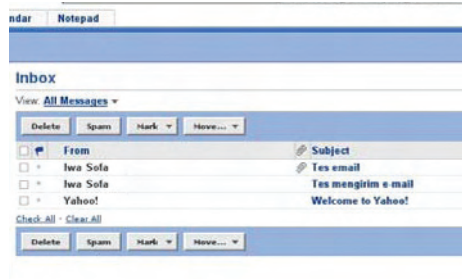 ndar Notepad
Inbox
View: All Messages
Delete Spam Mark Move...
From Subject
Iwa Sofa Tes email
Iwa Sofa Tes mengirim e-mail
Yahoo! Welcome to Yahoo!
Check All - Clear All
Delete Spam Mark Move...